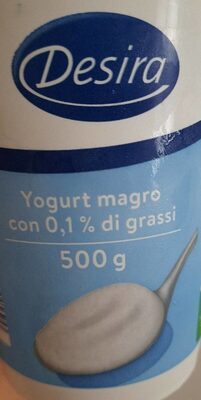 Desira
Yogurt magro
con 0,1% di grassi
500 g